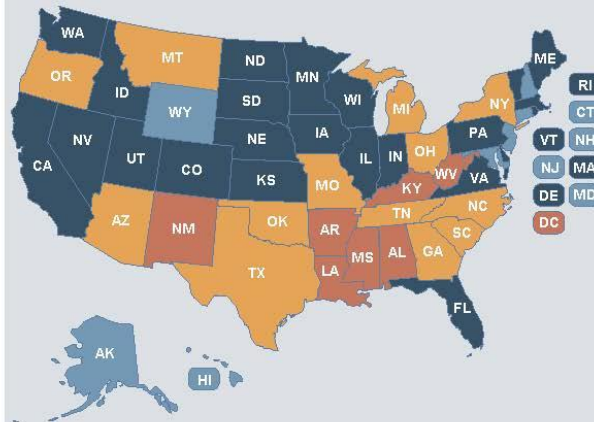 WA
ME
MT
ND
MN
OR
ID
WI
SD
MI
NY
WY
RI
CT
IA
NE
PA
NV
IL
IN
OH
VT
NH
UT
CO
WV
VA
CA
KS
MO
KY
NJ
MA
DE
MD
NC
TN
AZ
OK
DC
NM
AR
SC
MS
AL
GA
TX
LA
FL
AK
HI